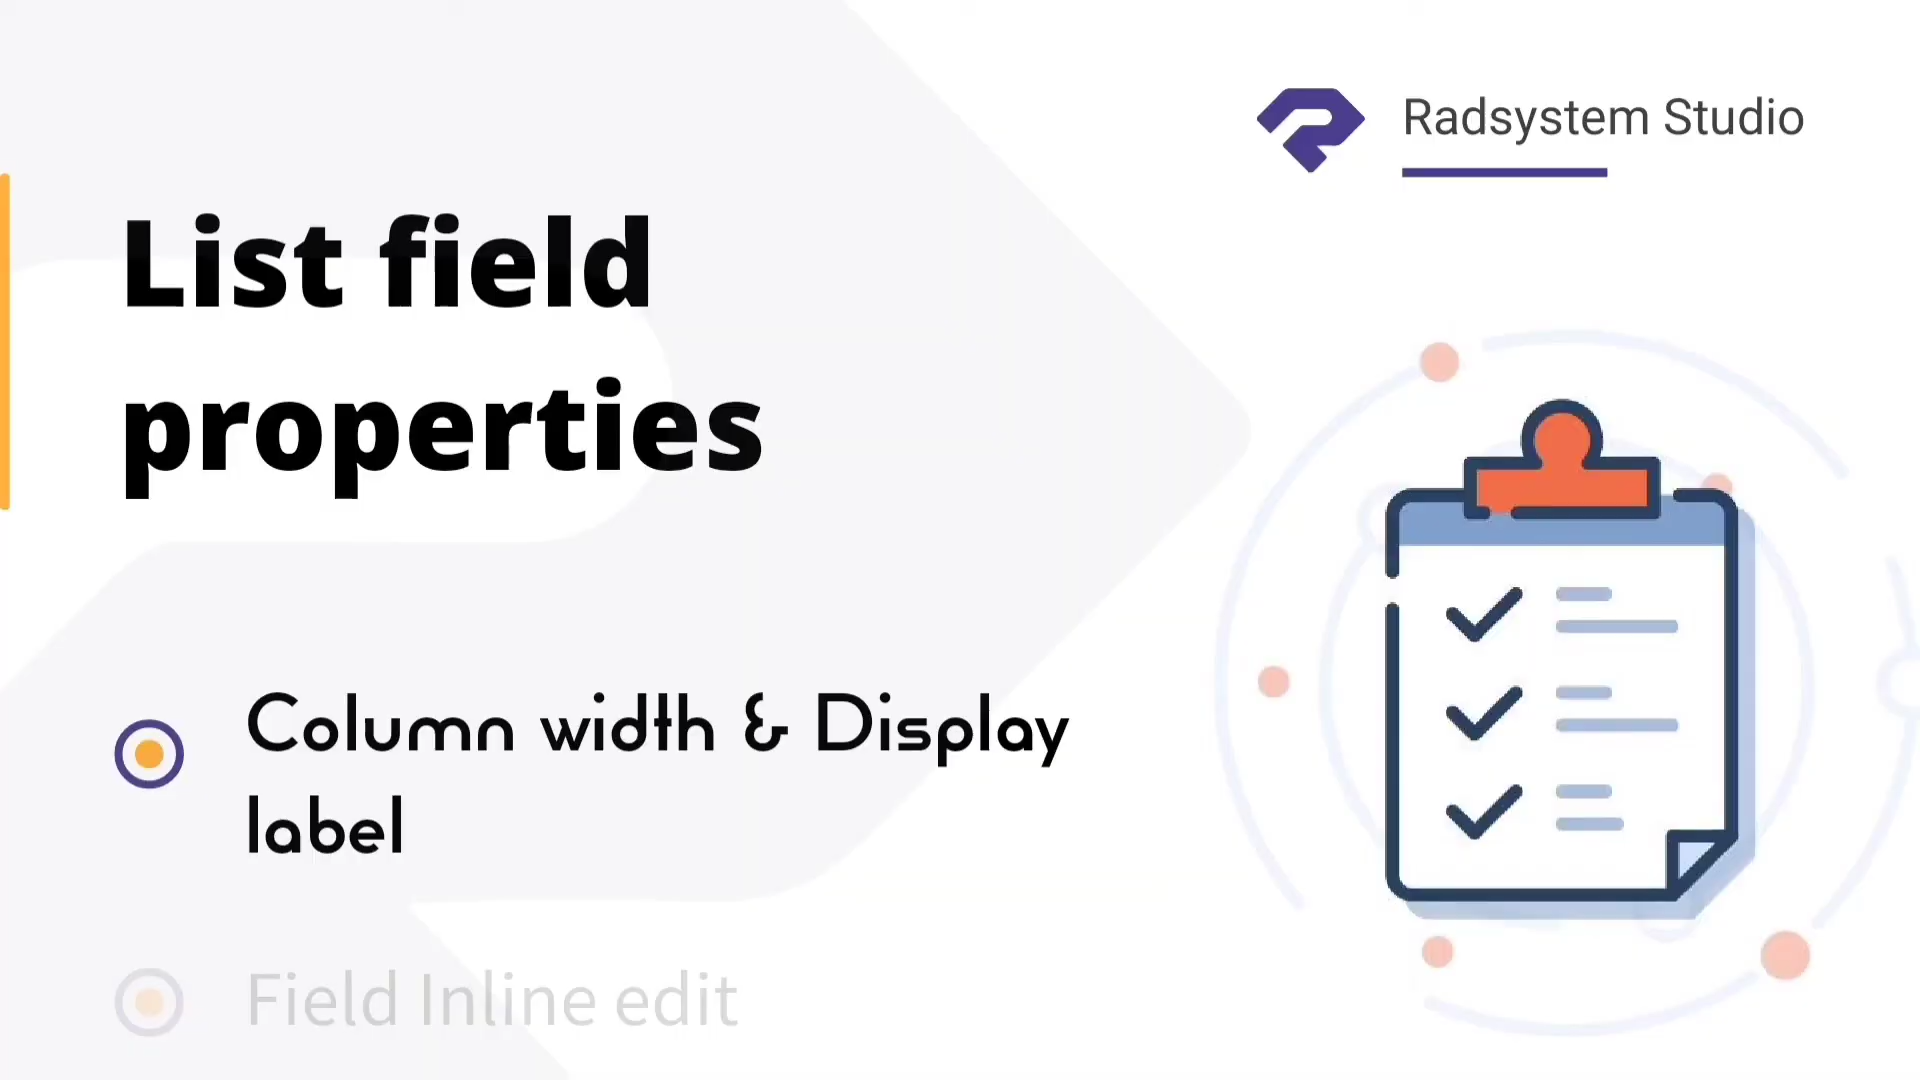 Radsystem Studio
List field
properties
Column width & Display
label
Field Inline edit